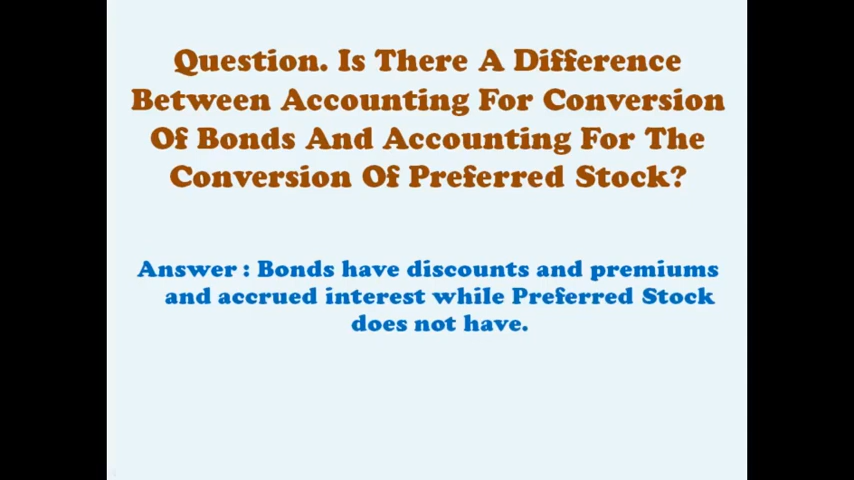 Question. Is There A Difference
Between Accounting For Conversion
Of Bonds And Accounting For The
Conversion Of Preferred Stock?
Answer : Bonds have discounts and premiums
and accrued interest while Preferred Stock
does not have.